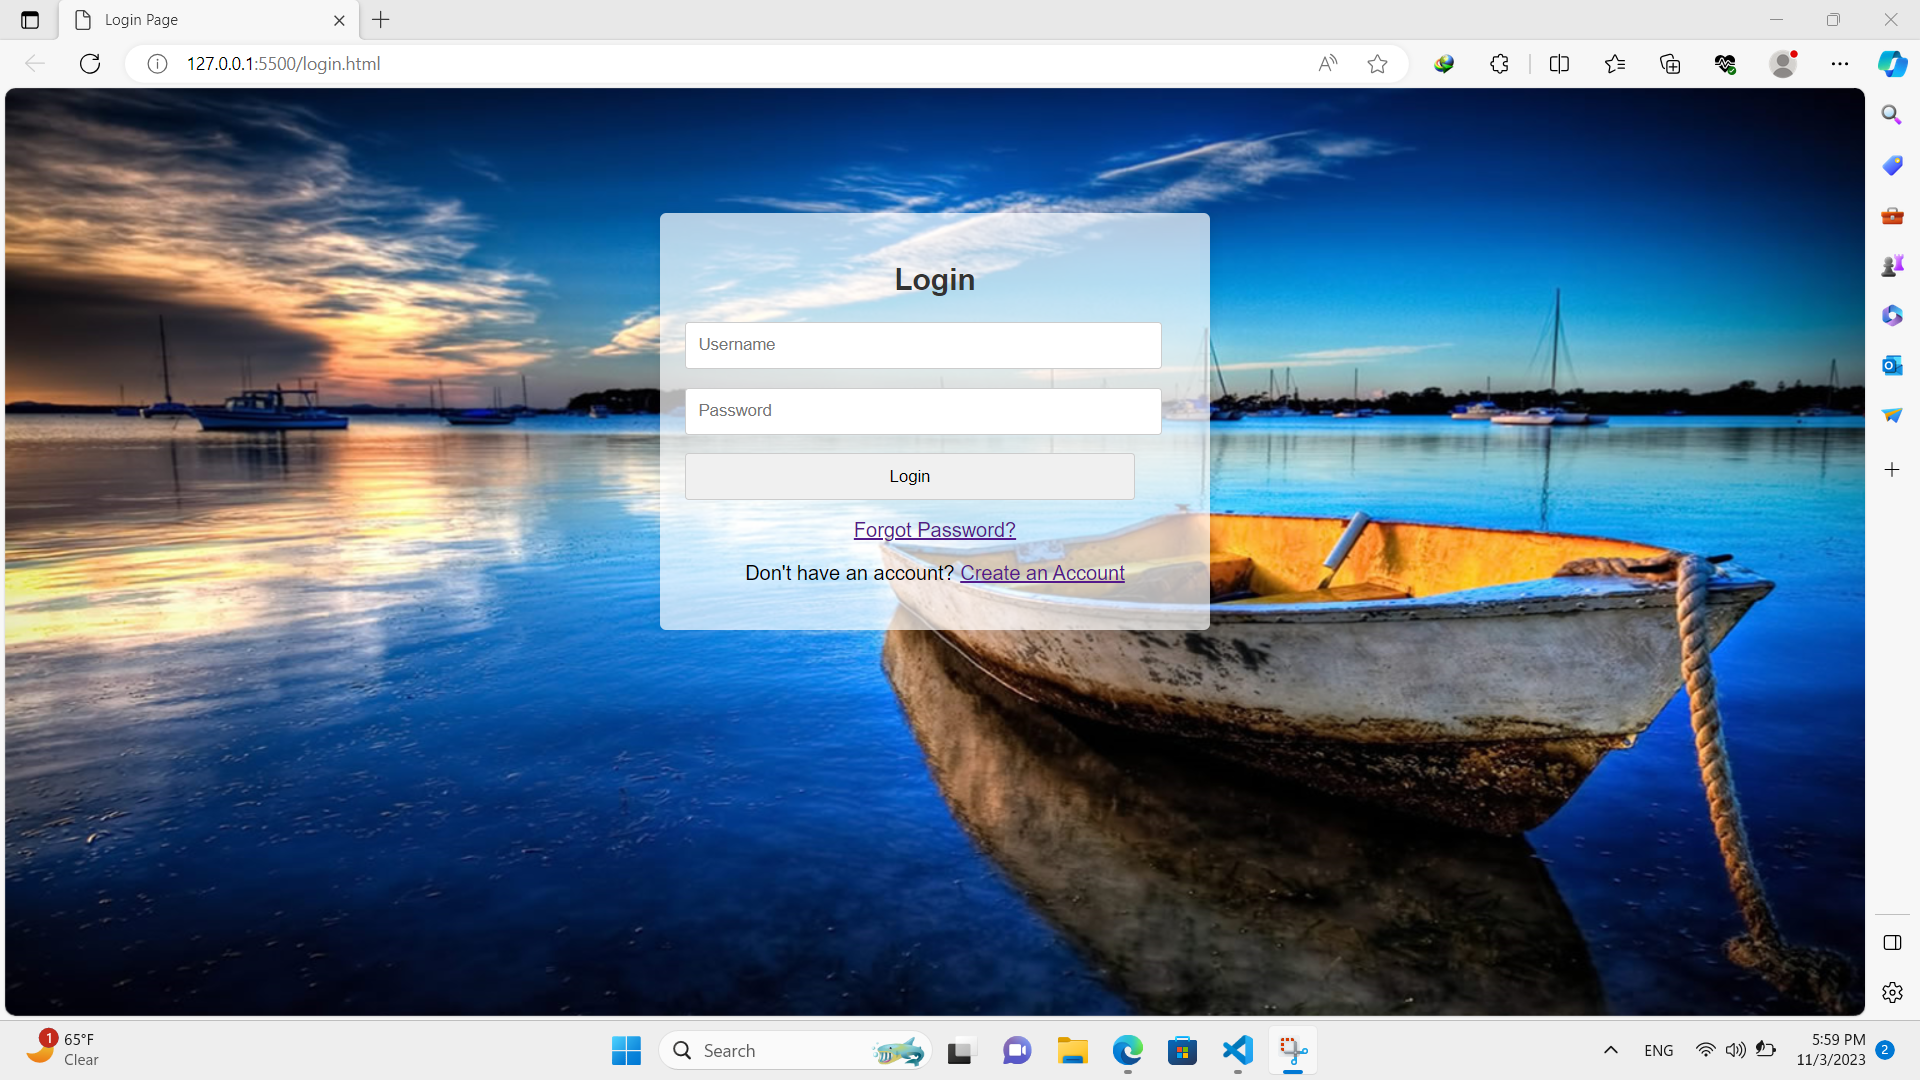 Login Page
127.0.0.1:5500/login.html
Login
Username
Password
Login
Forgot Password?
Don't have an account? Create an Account
1
65°F
Clear
Search
ENG
5:59 PM
11/3/2023
2